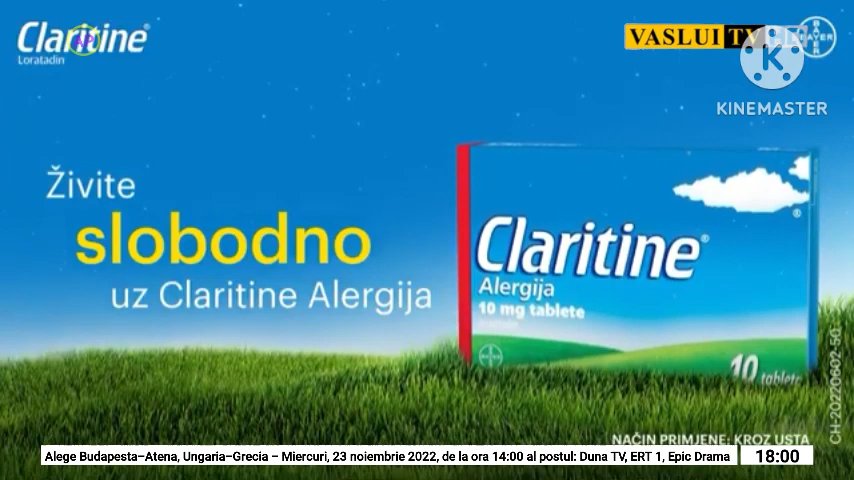 Claritine®
Loratadin
VASLUI TV
BAYER
KINEMASTER
Živite
slobodno
uz Claritine Alergija
Claritine®
Alergija
10 mg tablete
10 tableta
CH-20220602-50
NAČIN PRIMJENE: KROZ USTA
Alege Budapesta–Atena, Ungaria–Grecia – Miercuri, 23 noiembrie 2022, de la ora 14:00 al postul: Duna TV, ERT 1, Epic Drama
18:00